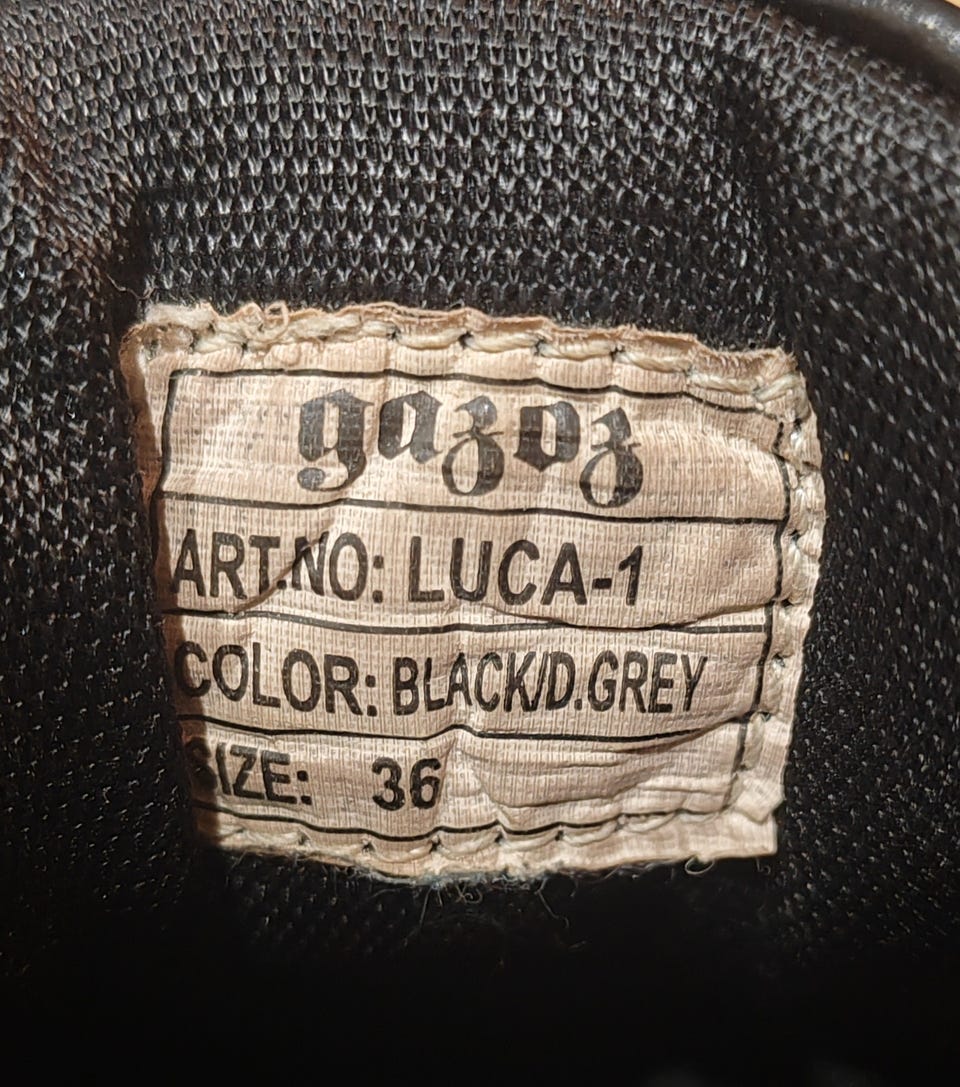 gazoz
ART.NO: LUCA-1
COLOR: BLACK/D.GREY
SIZE: 36